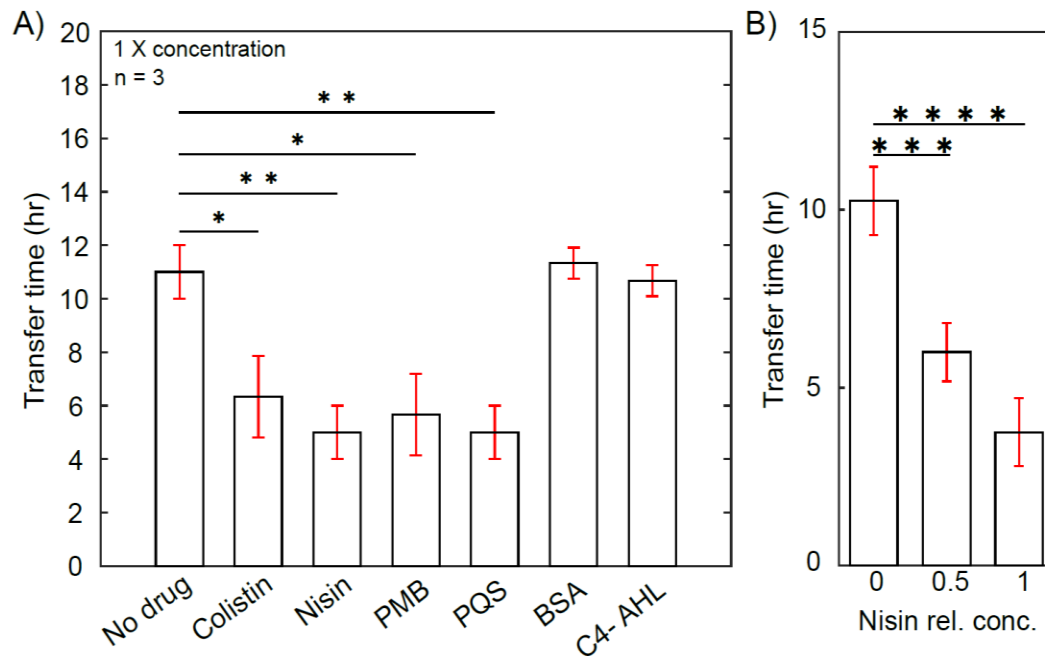 A)
1 X concentration
n = 3
Transfer time (hr)
20
18
16
14
12
10
8
6
4
2
0
* *
*
* *
*
No drug
Colistin
Nisin
PMB
PQS
BSA
C4- AHL
B)
Transfer time (hr)
15
10
5
0
* * * *
* * *
0 0.5 1
Nisin rel. conc.